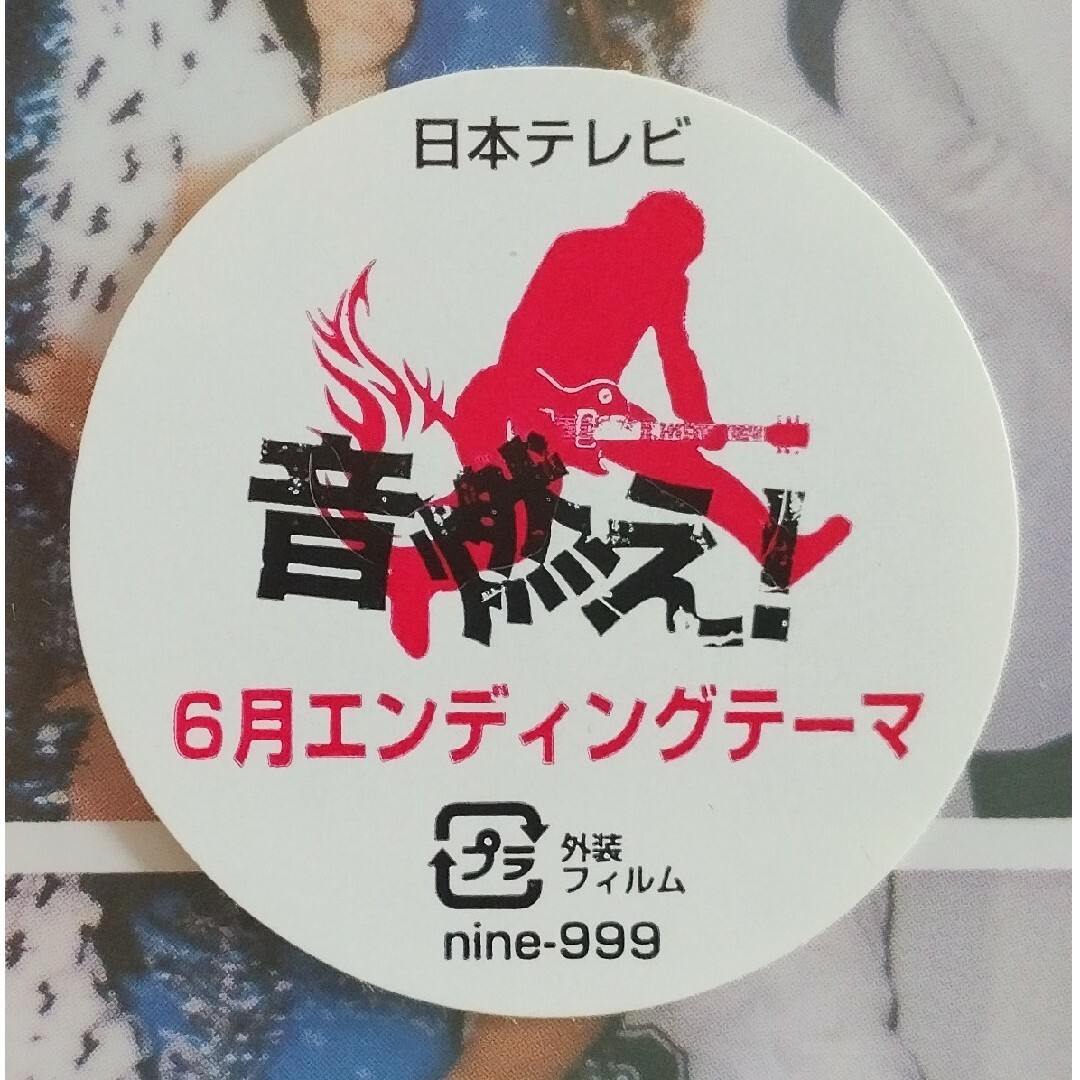 日本テレビ
音燃え!
6月エンディングテーマ
プラ
外装
フィルム
nine-999